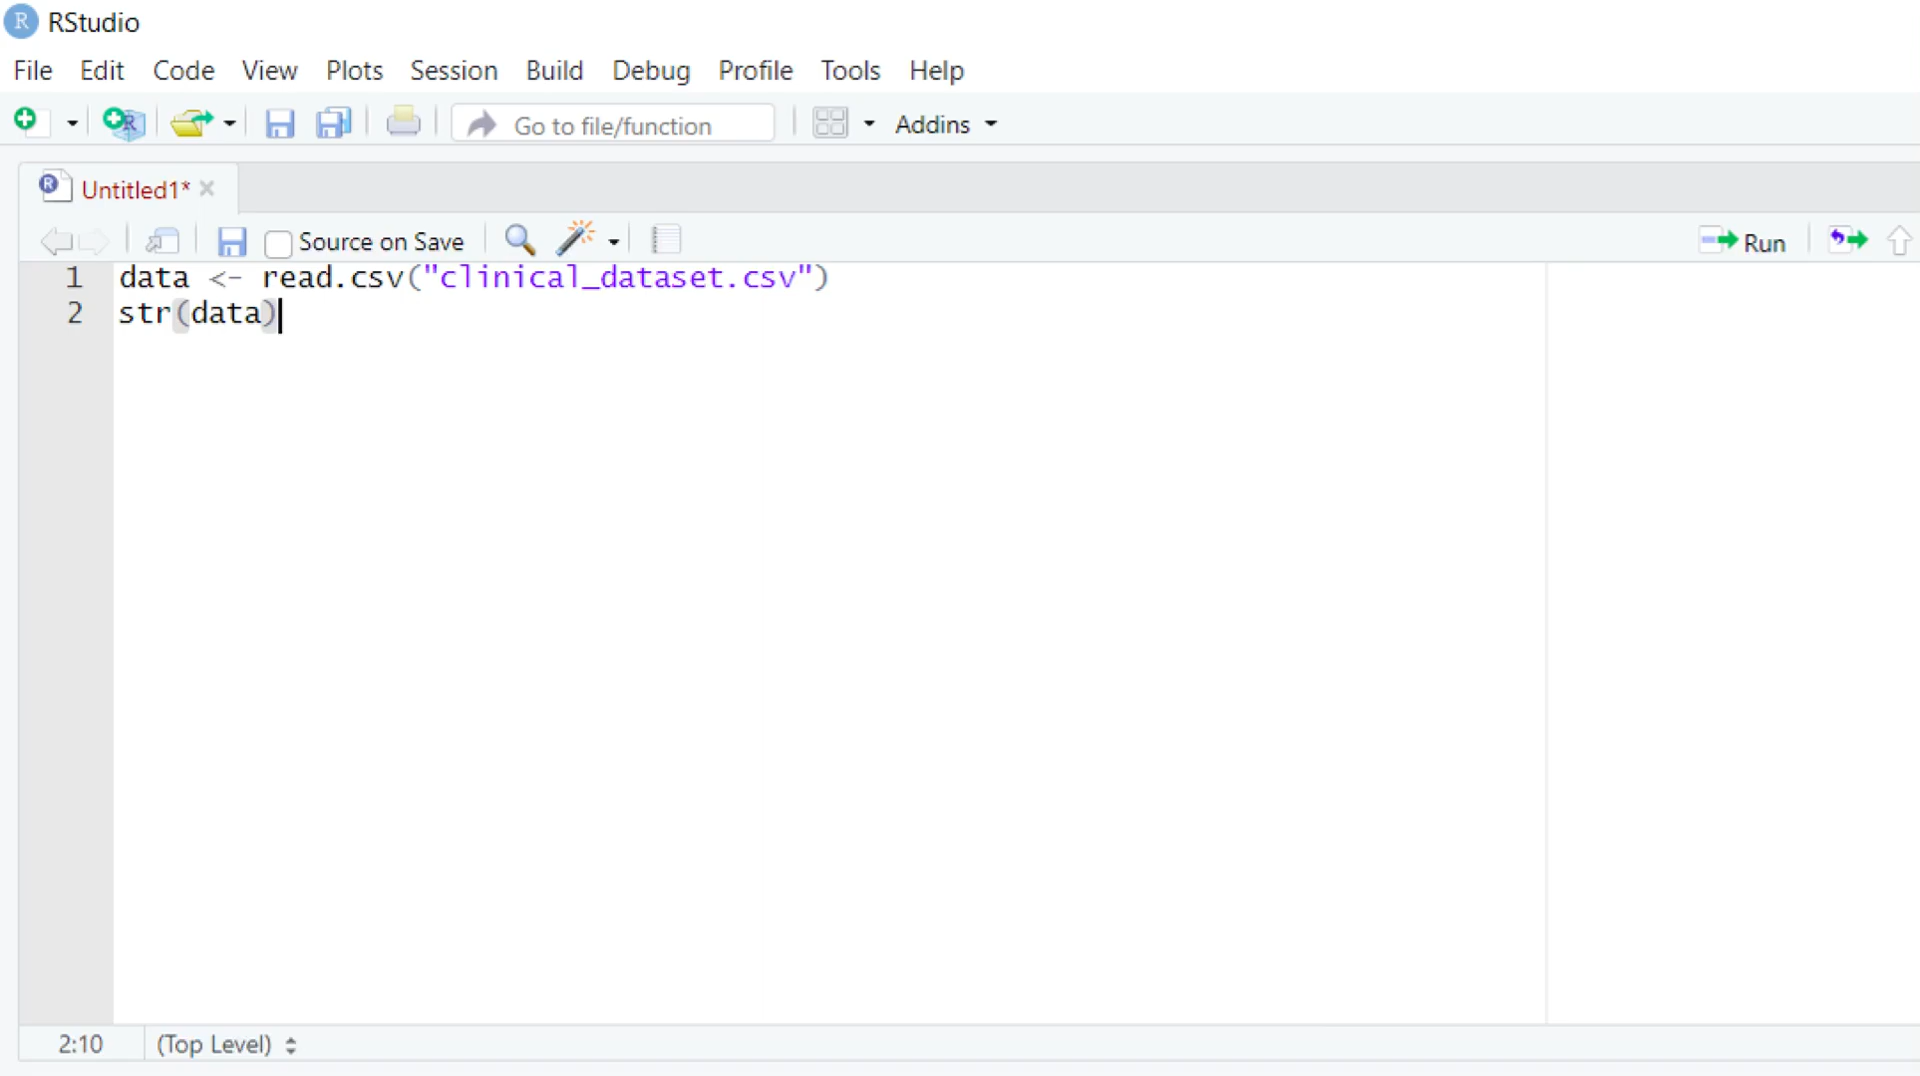 R RStudio
File Edit Code View Plots Session Build Debug Profile Tools Help
R Go to file/function Addins
R Untitled1*
Source on Save Run
1 data <- read.csv("clinical_dataset.csv")
2 str(data)
2:10 (Top Level)